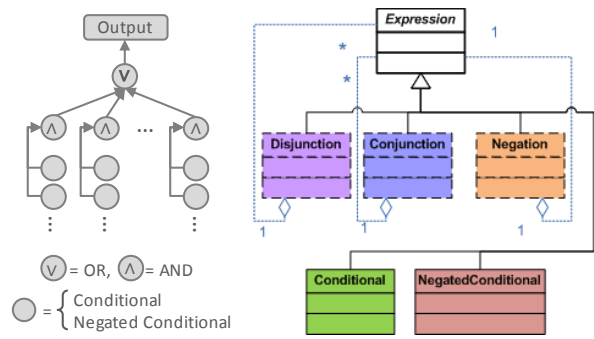 Output
V
Λ Λ ... Λ
⋮ ⋮ ⋮
V = OR, Λ = AND
= { Conditional
Negated Conditional
Expression
1
*
*
Disjunction Conjunction Negation
1 1 1
Conditional NegatedConditional